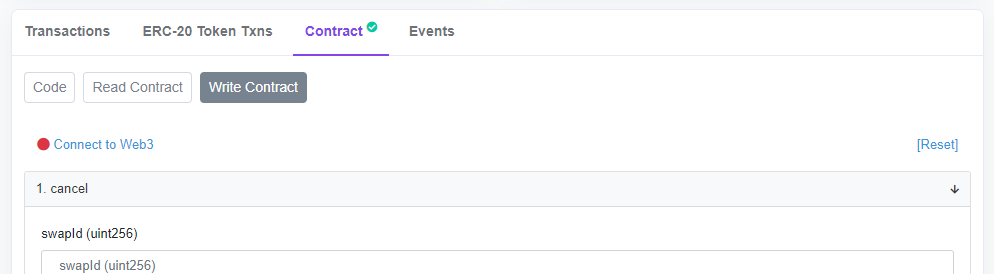 Transactions ERC-20 Token Txns Contract Events
Code Read Contract Write Contract
Connect to Web3 [Reset]
1. cancel
swapId (uint256)
swapId (uint256)